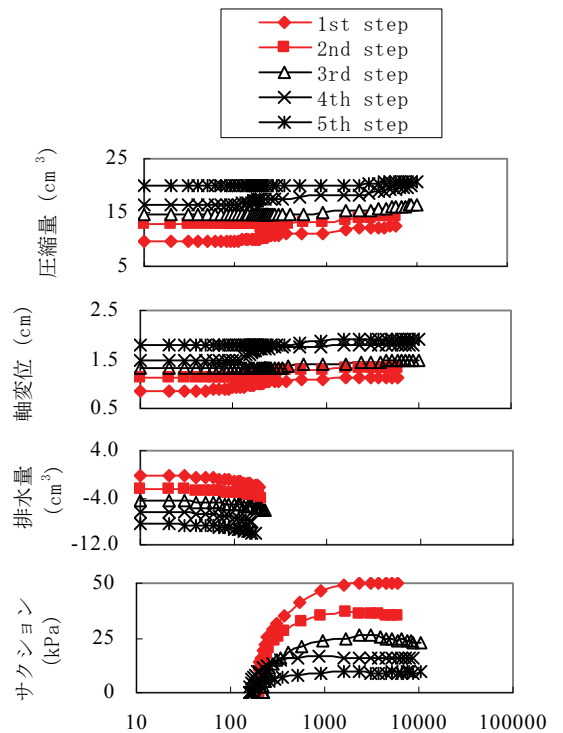 1st step
2nd step
3rd step
4th step
5th step
圧縮量 (cm³)
25
15
5
軸変位 (cm)
2.5
1.5
0.5
排水量
(cm³)
4.0
-4.0
-12.0
サクション
(kPa)
50
25
0
10
100
1000
10000
100000